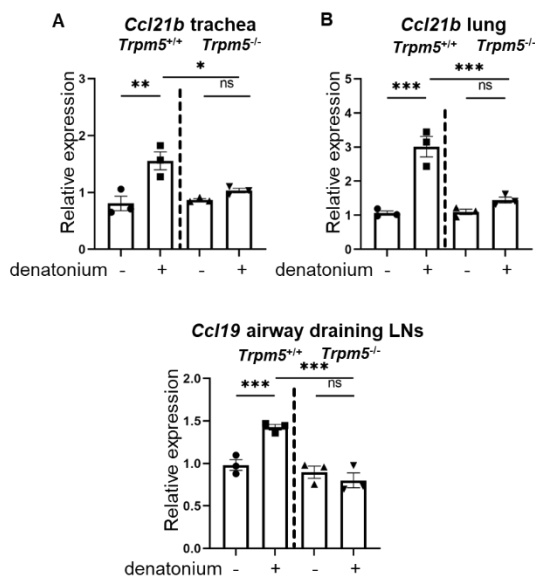 A
Ccl21b trachea
Trpm5+/+ Trpm5-/-
*
** ns
Relative expression
3
2
1
0
denatonium - + - +
B
Ccl21b lung
Trpm5+/+ Trpm5-/-
***
*** ns
Relative expression
5
4
3
2
1
0
denatonium - + - +
Ccl19 airway draining LNs
Trpm5+/+ Trpm5-/-
***
*** ns
Relative expression
2.0
1.5
1.0
0.5
0.0
denatonium - + - +